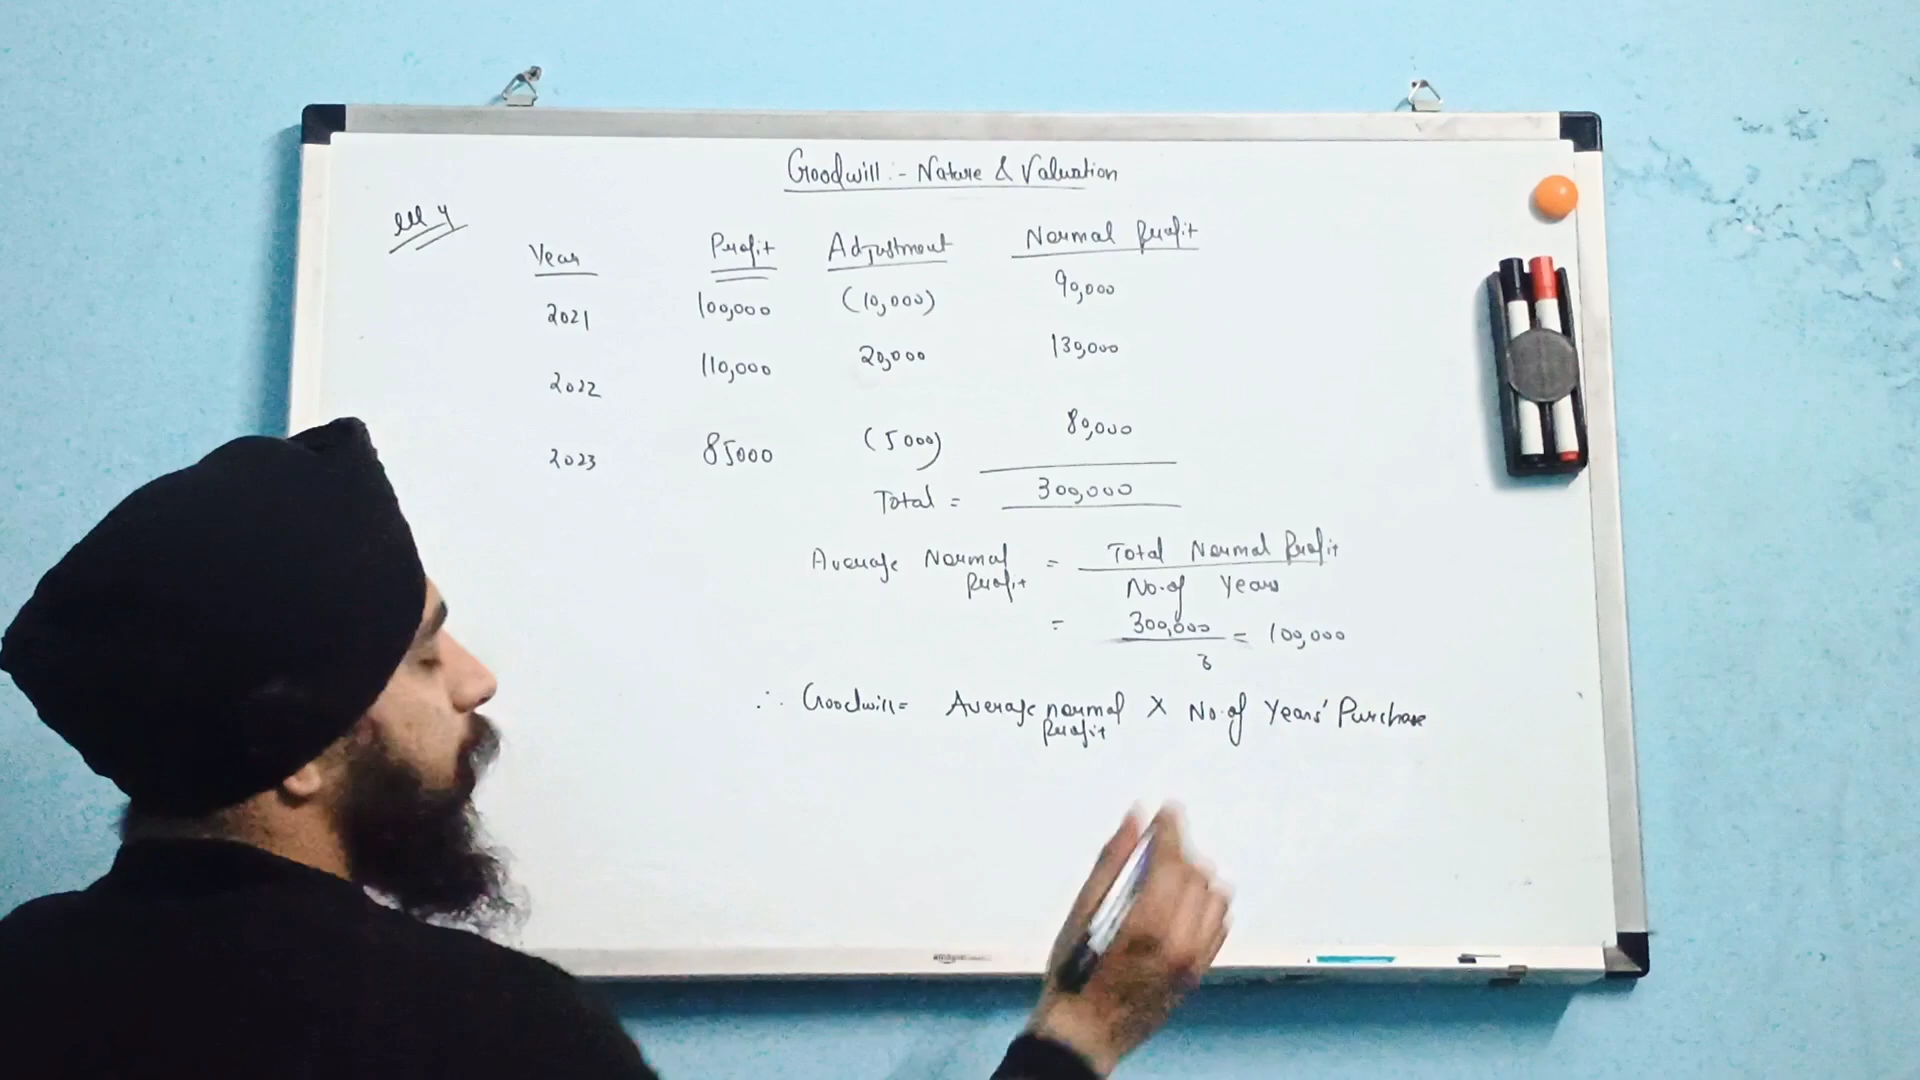 Goodwill :- Nature & Valuation
ill 4
Year Profit Adjustment Normal Profit
2021 100,000 (10,000) 90,000
2022 110,000 20,000 130,000
2023 85000 (5000) 80,000
Total = 300,000
Average Normal Profit = Total Normal Profit
No. of Years
= 300,000 = 100,000
3
∴ Goodwill = Average normal Profit X No. of Years' Purchase